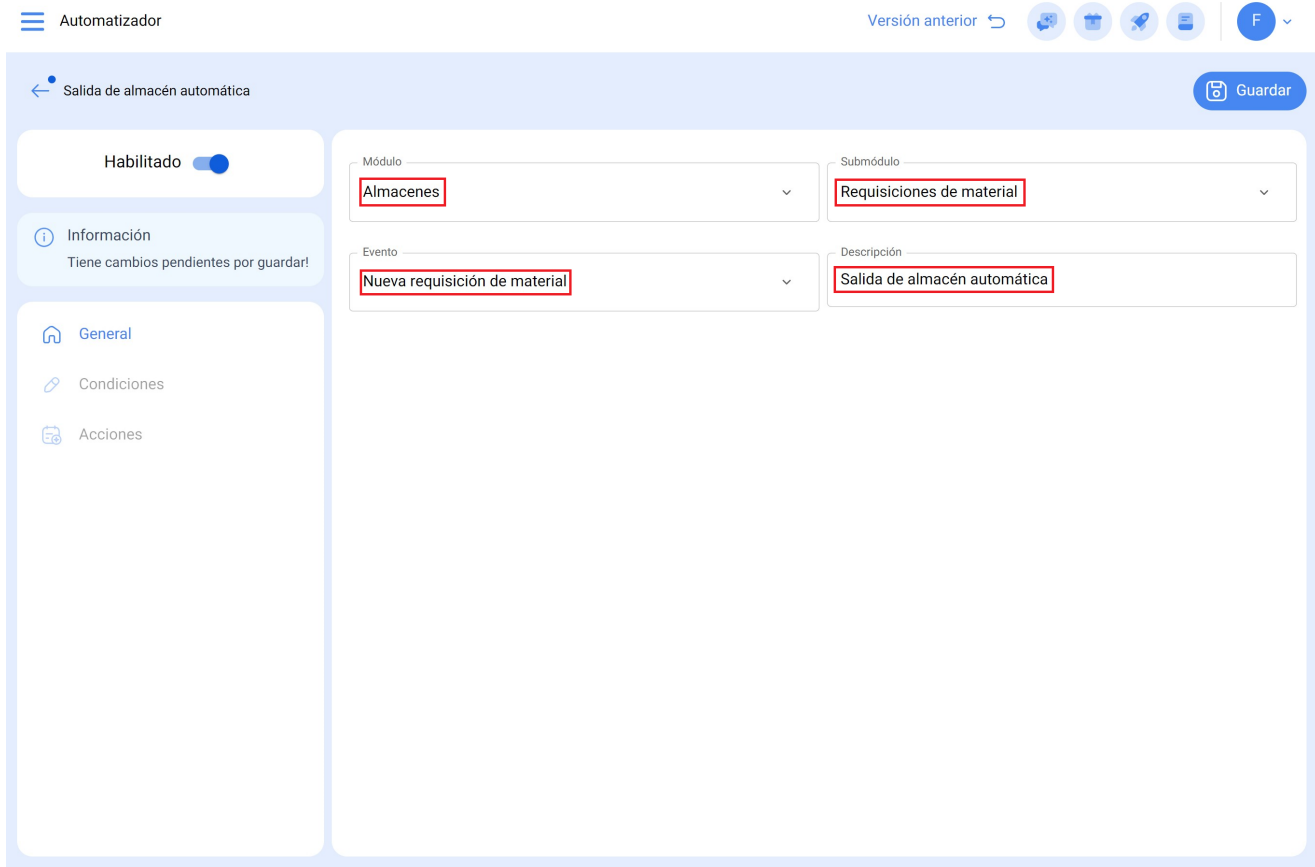 Automatizador
Versión anterior
F
Salida de almacén automática
Guardar
Habilitado
Información
Tiene cambios pendientes por guardar!
General
Condiciones
Acciones
Módulo
Almacenes
Submódulo
Requisiciones de material
Evento
Nueva requisición de material
Descripción
Salida de almacén automática